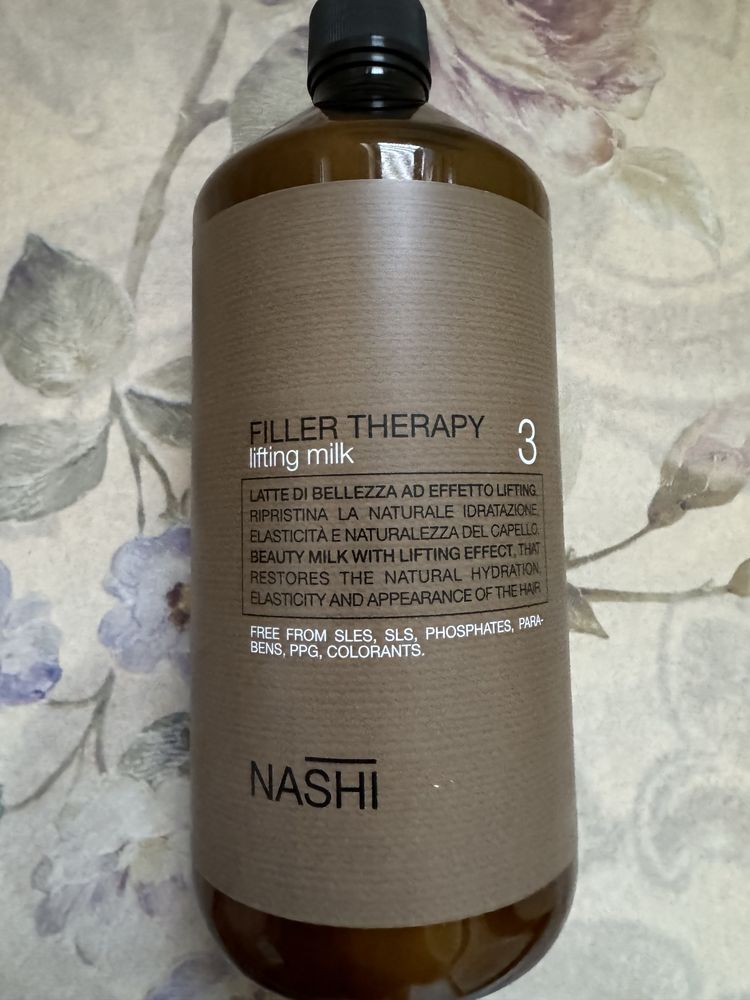 FILLER THERAPY
lifting milk
3
LATTE DI BELLEZZA AD EFFETTO LIFTING.
RIPRISTINA LA NATURALE IDRATAZIONE,
ELASTICITÀ E NATURALEZZA DEL CAPELLO.
BEAUTY MILK WITH LIFTING EFFECT, THAT
RESTORES THE NATURAL HYDRATION,
ELASTICITY AND APPEARANCE OF THE HAIR
FREE FROM SLES, SLS, PHOSPHATES, PARA-
BENS, PPG, COLORANTS.
NASHI